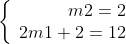 m2 = 2
2m1 + 2 = 12